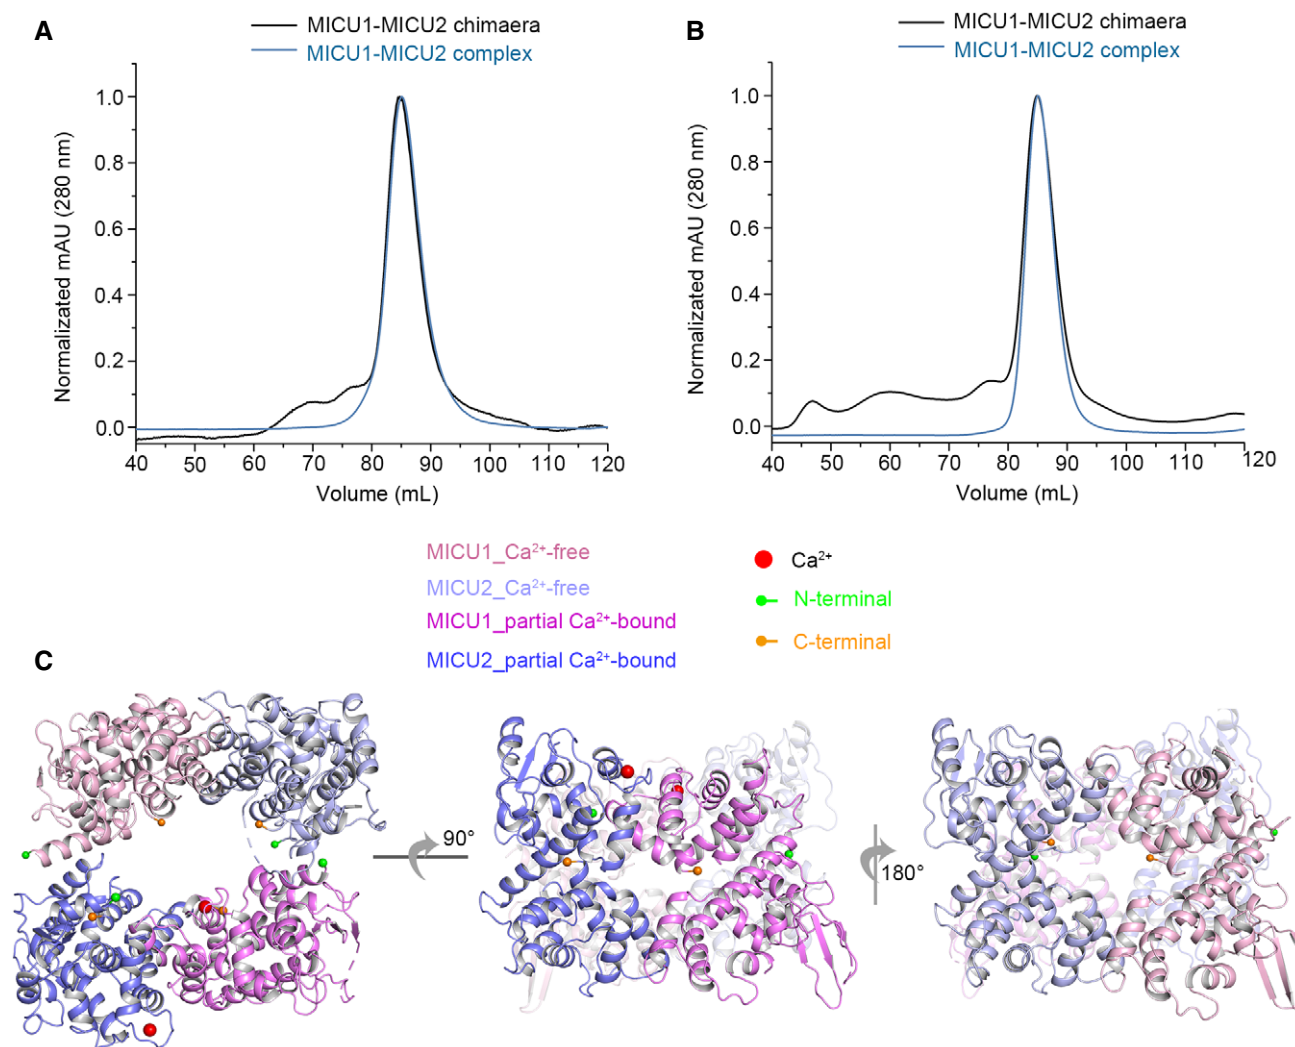 A
MICU1-MICU2 chimaera
MICU1-MICU2 complex
Normalizated mAU (280 nm)
1.0
0.8
0.6
0.4
0.2
0.0
40 50 60 70 80 90 100 110 120
Volume (mL)
B
MICU1-MICU2 chimaera
MICU1-MICU2 complex
Normalizated mAU (280 nm)
1.0
0.8
0.6
0.4
0.2
0.0
40 50 60 70 80 90 100 110 120
Volume (mL)
MICU1_Ca²⁺-free
MICU2_Ca²⁺-free
MICU1_partial Ca²⁺-bound
MICU2_partial Ca²⁺-bound
Ca²⁺
N-terminal
C-terminal
C
90°
180°